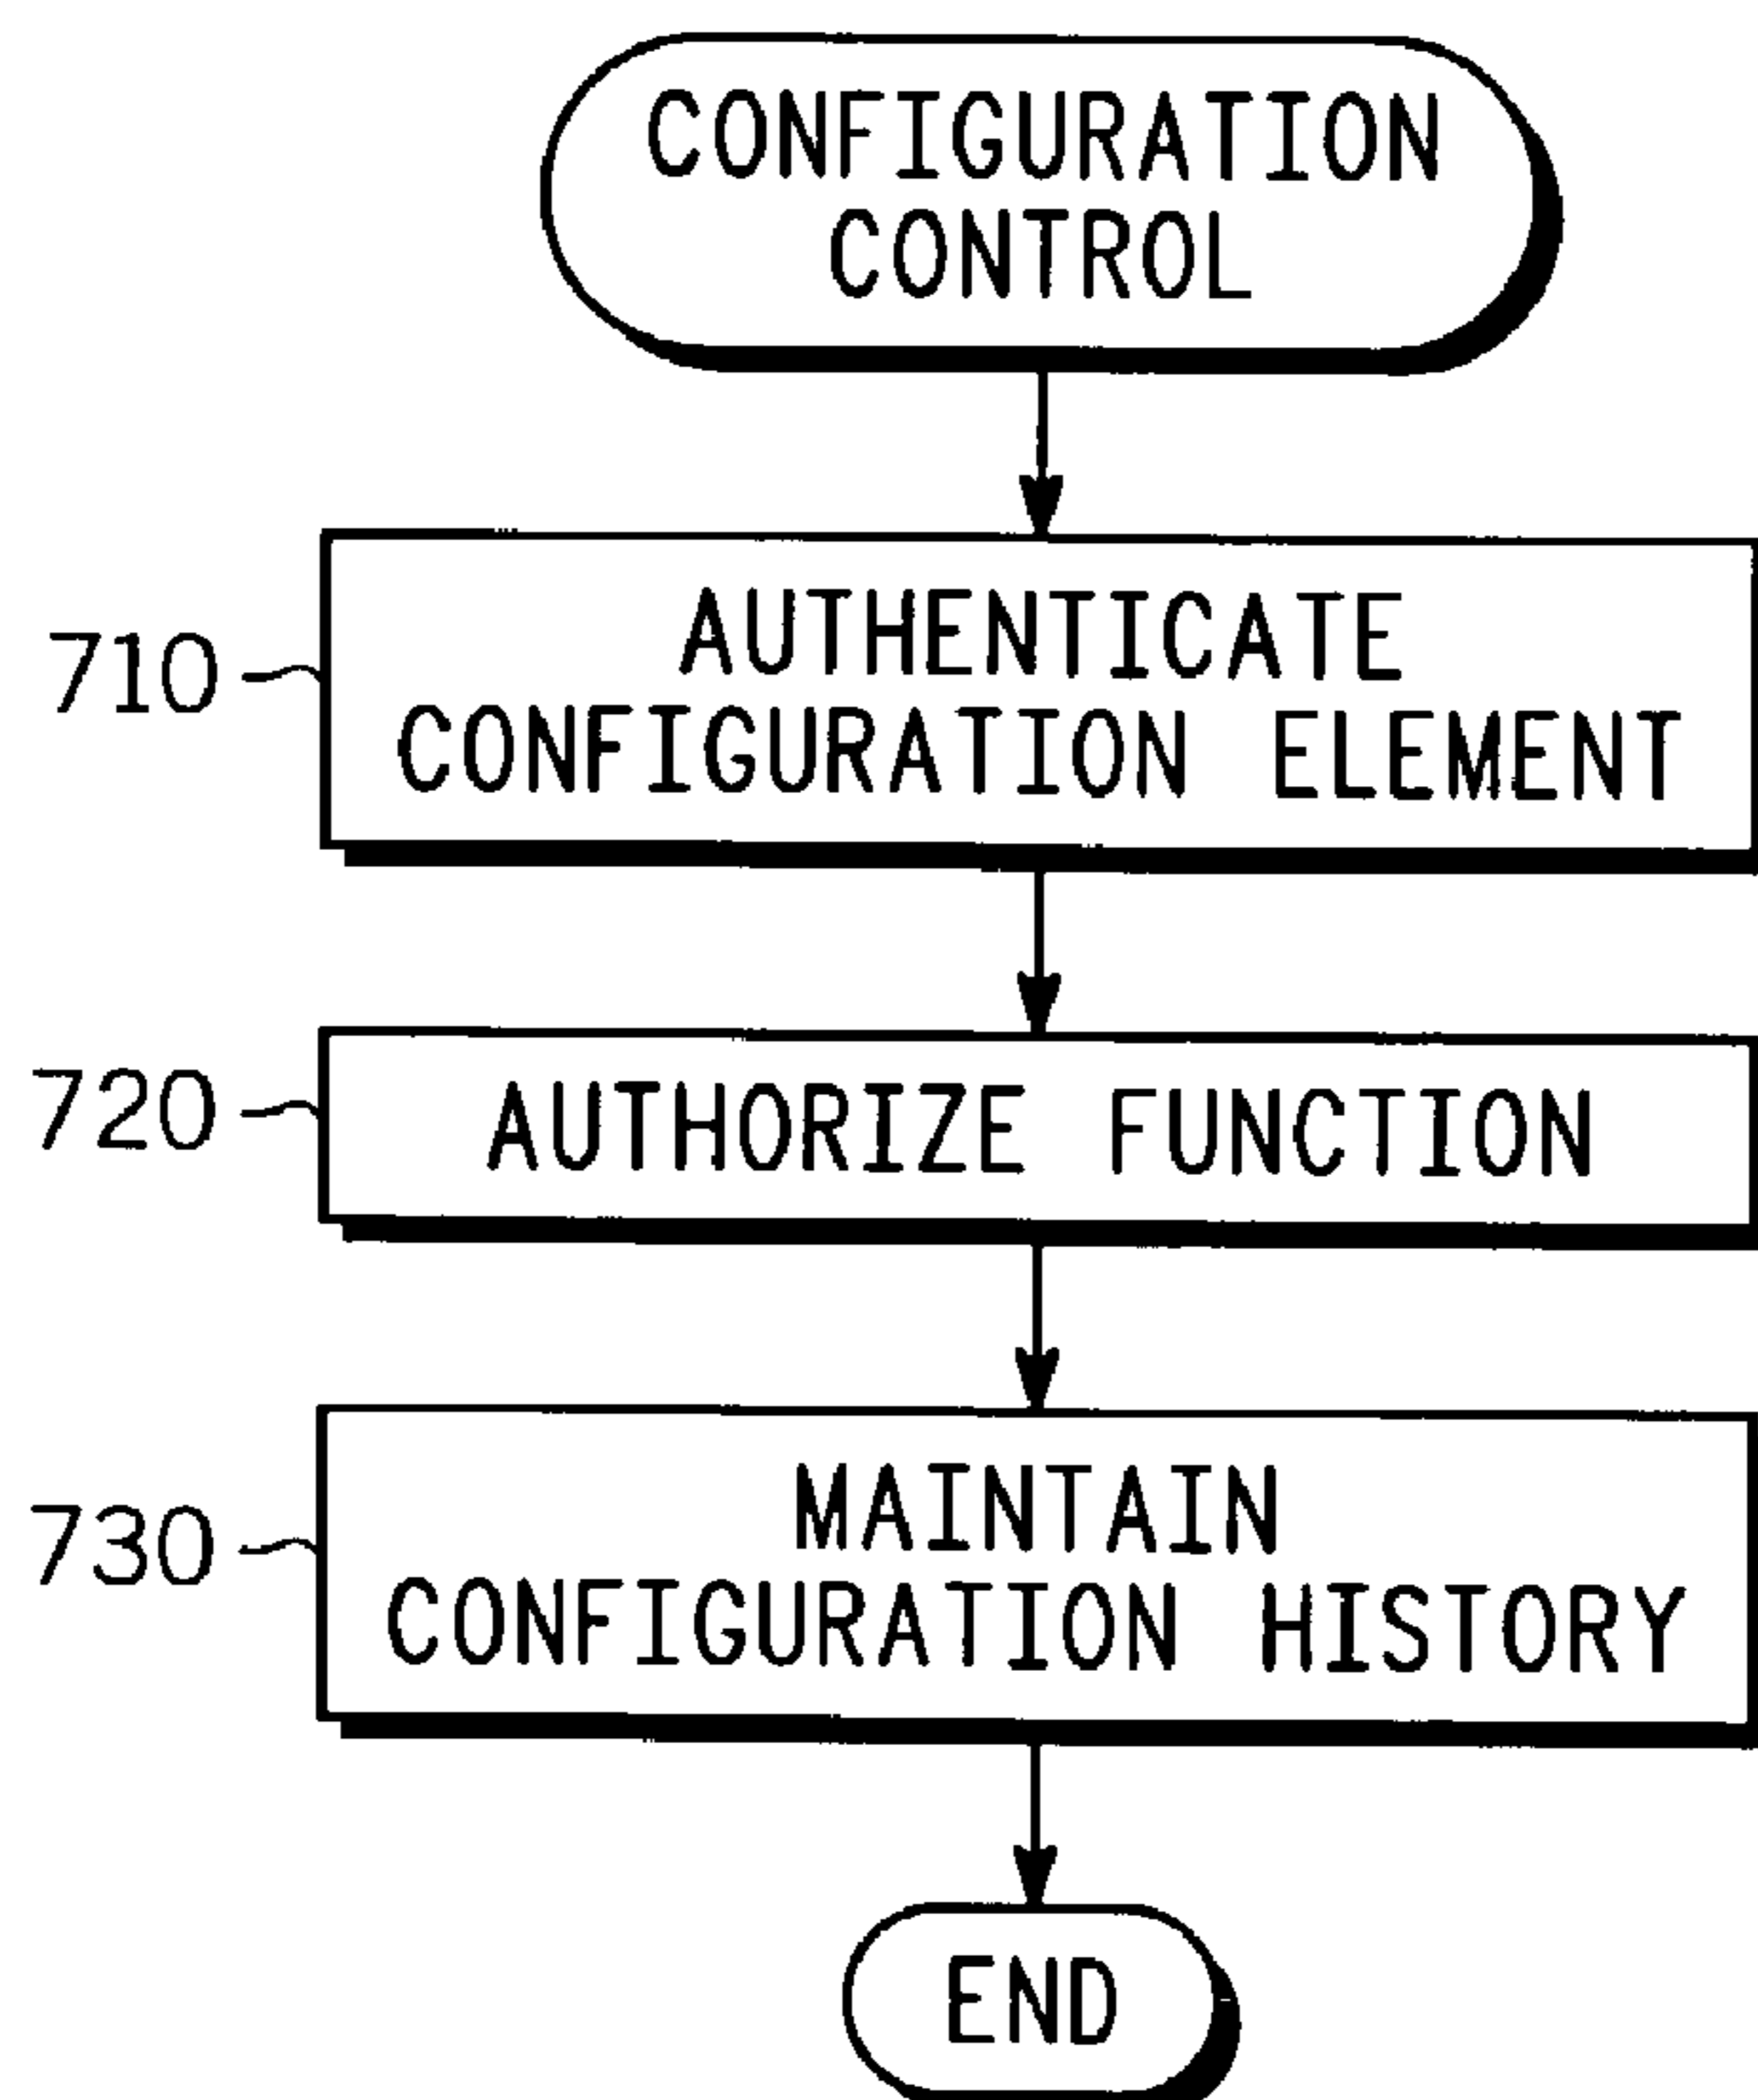 CONFIGURATION
CONTROL
710
AUTHENTICATE
CONFIGURATION ELEMENT
720
AUTHORIZE FUNCTION
730
MAINTAIN
CONFIGURATION HISTORY
END